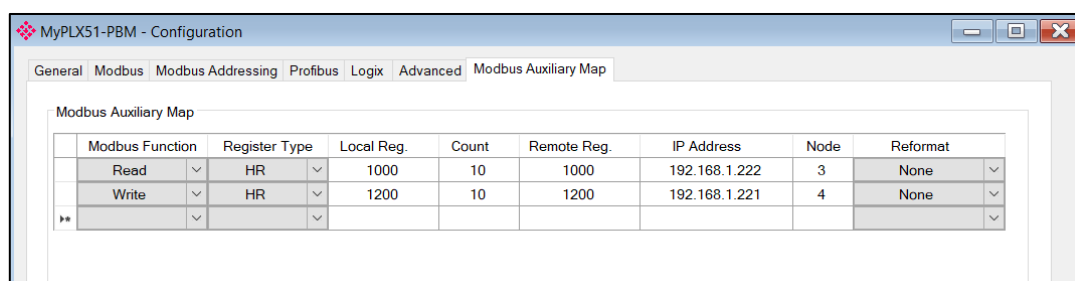 MyPLX51-PBM - Configuration
General Modbus Modbus Addressing Profibus Logix Advanced Modbus Auxiliary Map
Modbus Auxiliary Map
Modbus Function Register Type Local Reg. Count Remote Reg. IP Address Node Reformat
Read HR 1000 10 1000 192.168.1.222 3 None
Write HR 1200 10 1200 192.168.1.221 4 None